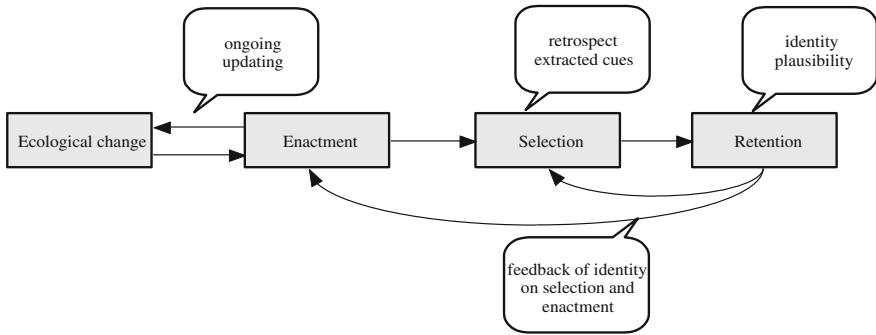 ongoing
updating
retrospect
extracted cues
identity
plausibility
Ecological change
Enactment
Selection
Retention
feedback of identity
on selection and
enactment